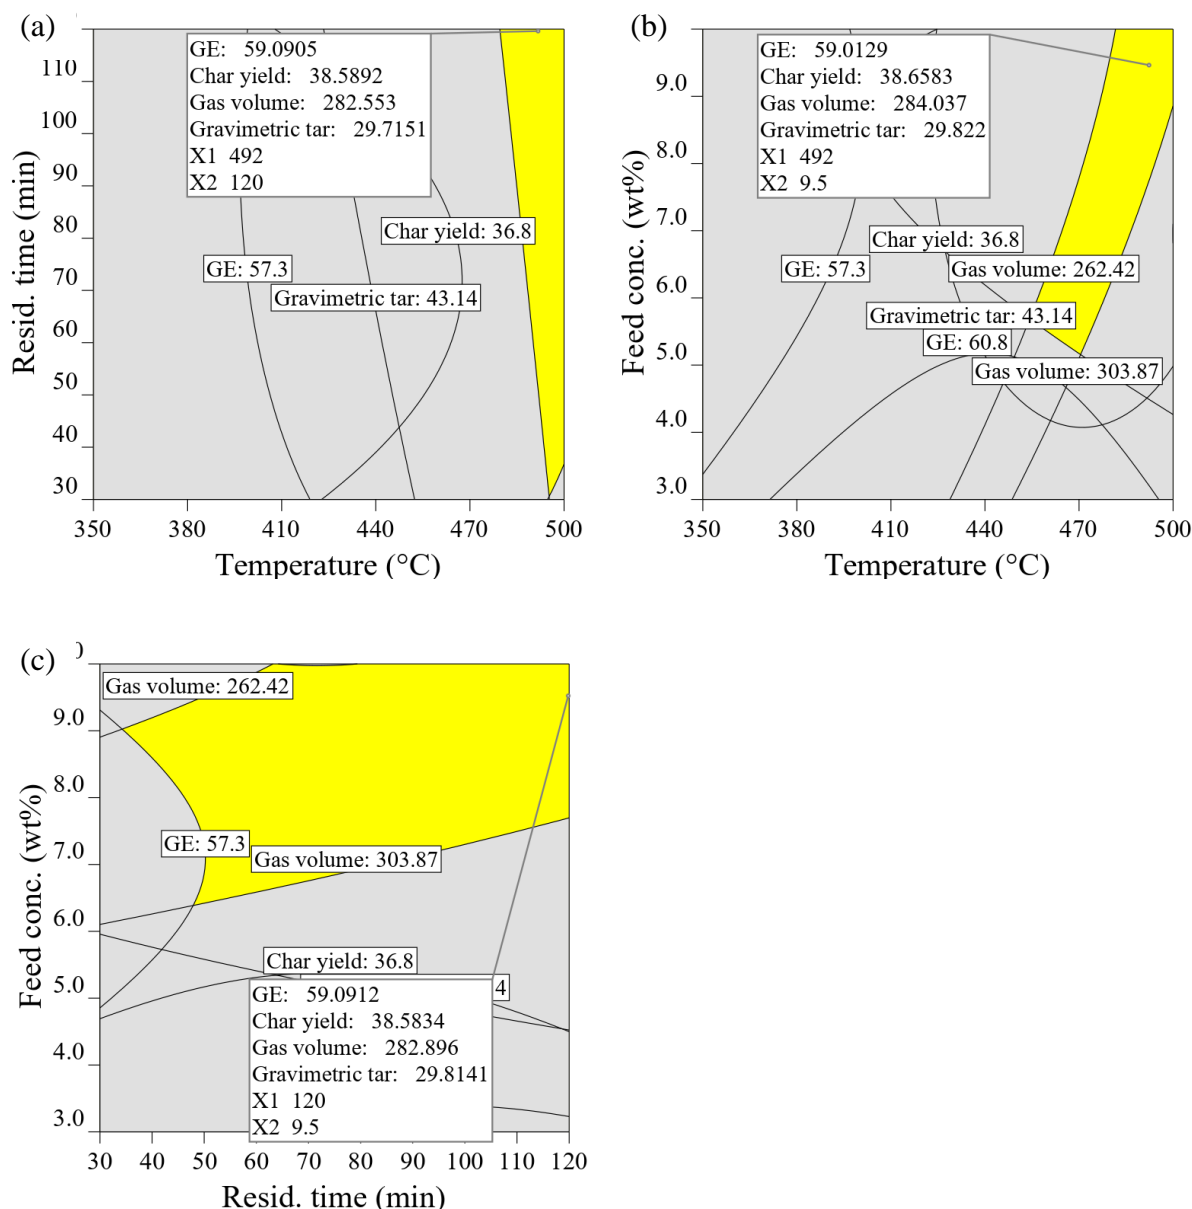 (a)
GE: 59.0905
Char yield: 38.5892
Gas volume: 282.553
Gravimetric tar: 29.7151
X1 492
X2 120
Char yield: 36.8
GE: 57.3
Gravimetric tar: 43.14
110
100
90
80
70
60
50
40
30
Resid. time (min)
350 380 410 440 470 500
Temperature (°C)
(b)
GE: 59.0129
Char yield: 38.6583
Gas volume: 284.037
Gravimetric tar: 29.822
X1 492
X2 9.5
Char yield: 36.8
GE: 57.3
Gas volume: 262.42
Gravimetric tar: 43.14
GE: 60.8
Gas volume: 303.87
9.0
8.0
7.0
6.0
5.0
4.0
3.0
Feed conc. (wt%)
350 380 410 440 470 500
Temperature (°C)
(c)
Gas volume: 262.42
GE: 57.3
Gas volume: 303.87
Char yield: 36.8
4
GE: 59.0912
Char yield: 38.5834
Gas volume: 282.896
Gravimetric tar: 29.8141
X1 120
X2 9.5
9.0
8.0
7.0
6.0
5.0
4.0
3.0
Feed conc. (wt%)
30 40 50 60 70 80 90 100 110 120
Resid. time (min)